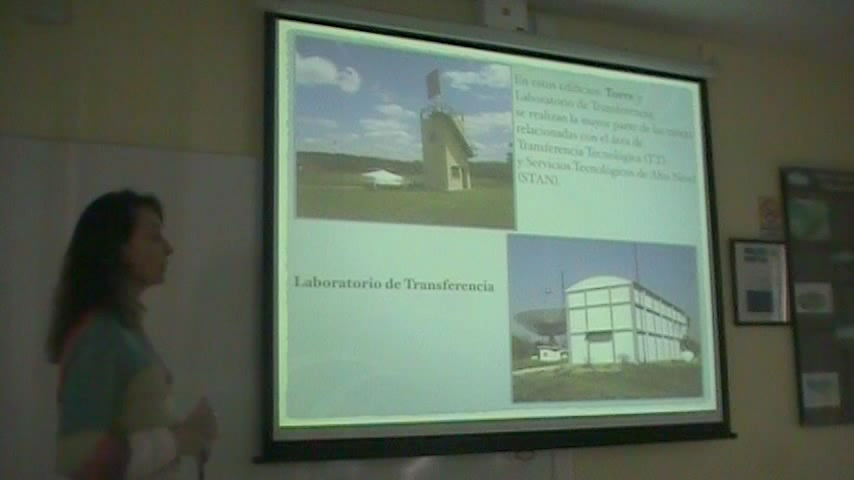 En estos edificios: Torre y
Laboratorio de Transferencia,
se realizan la mayor parte de las tareas
relacionadas con el área de
Transferencia Tecnológica (TT)
y Servicios Tecnológicos de Alto Nivel
(STAN).
Laboratorio de Transferencia